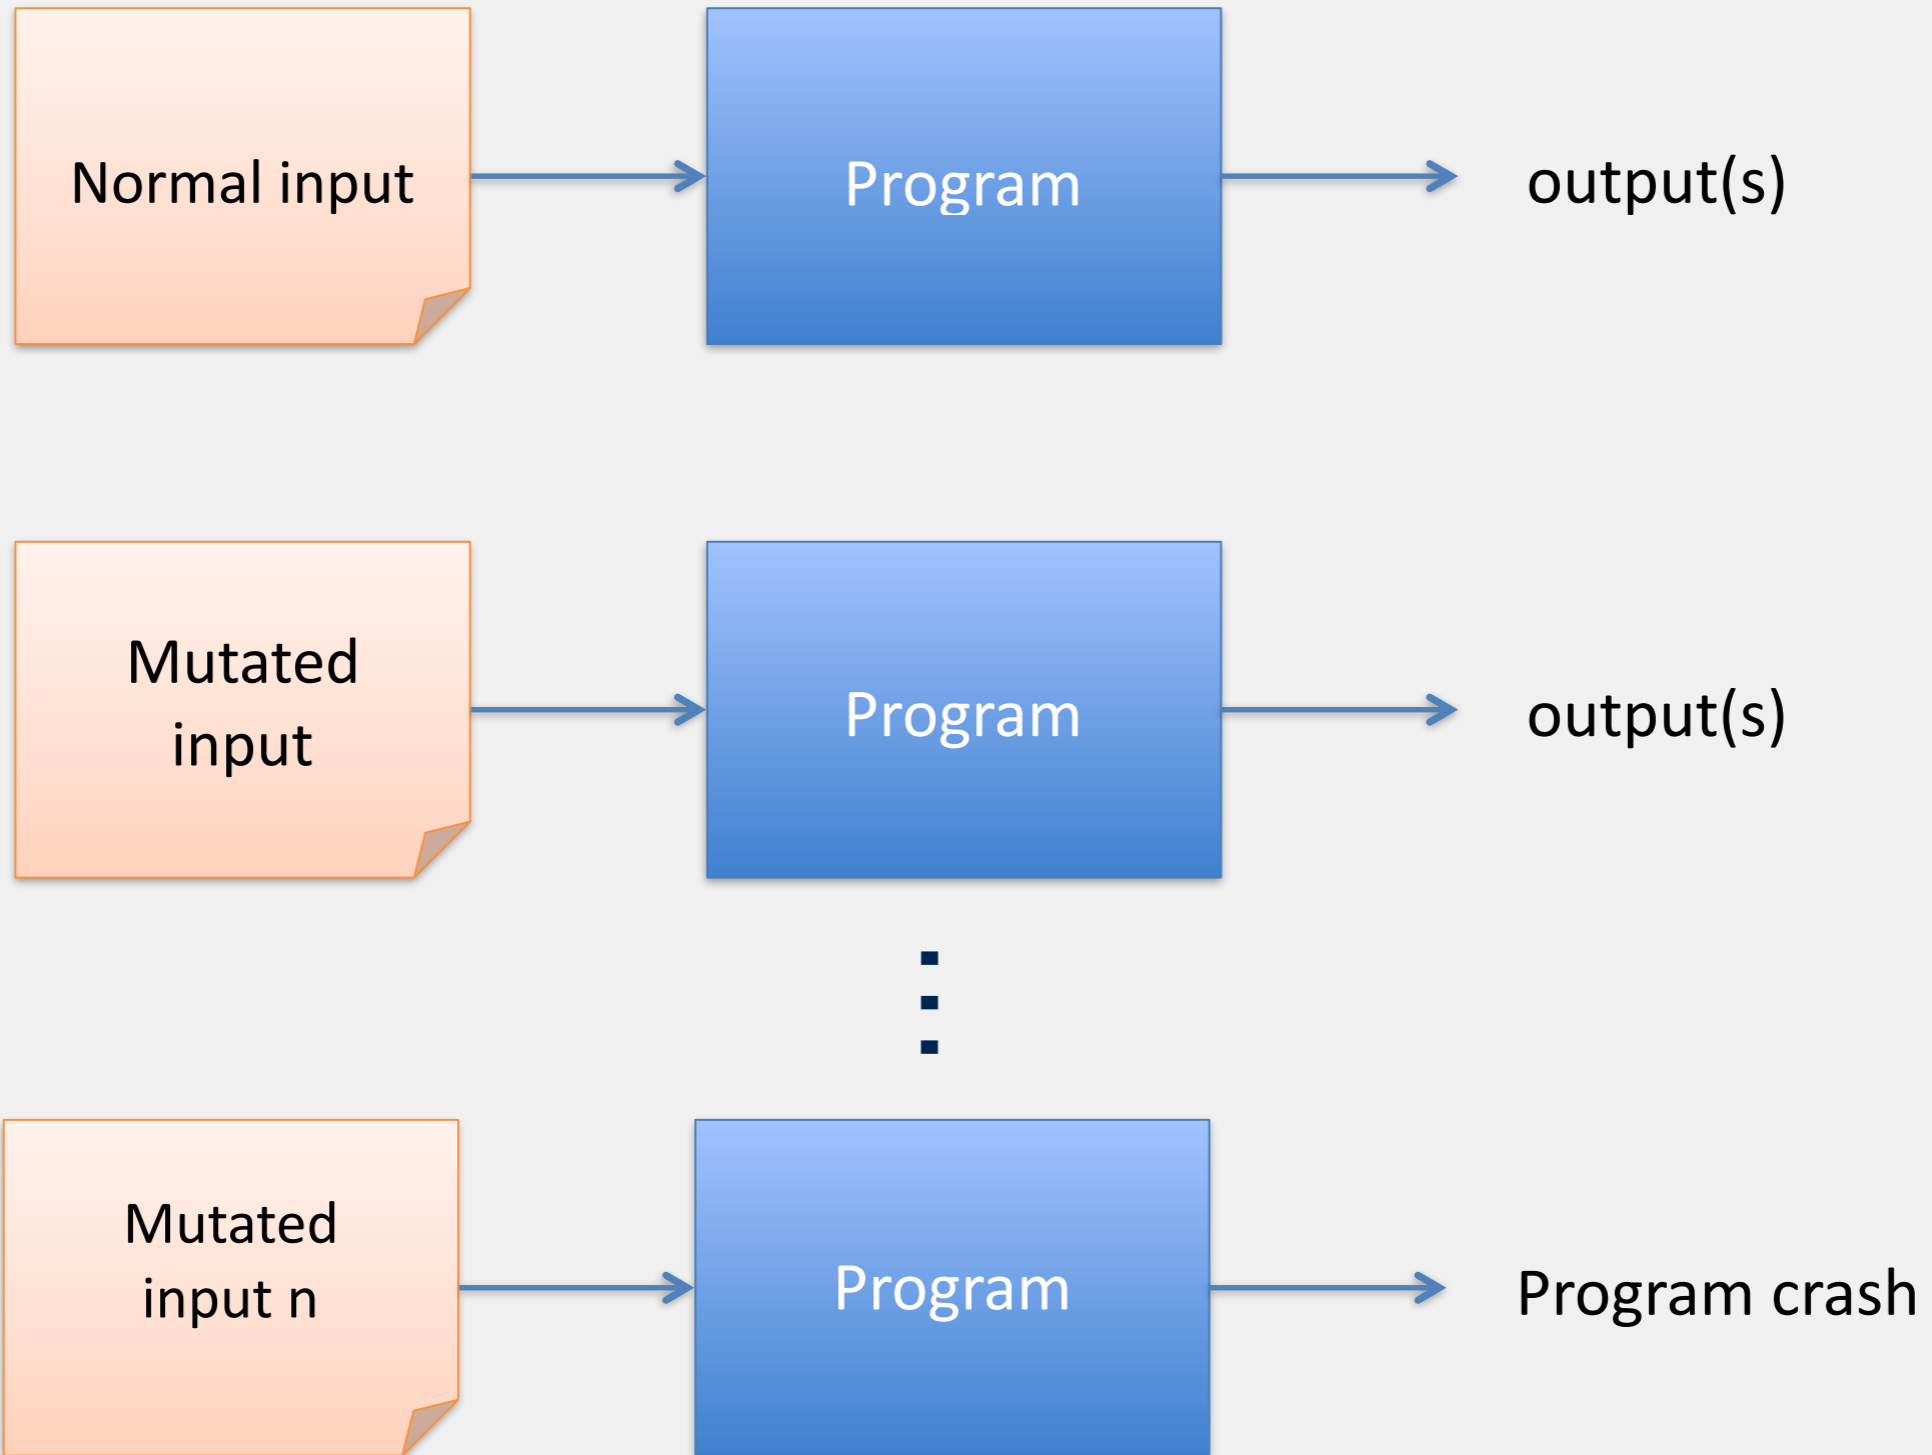 Normal input
Program
output(s)
Mutated
input
Program
output(s)
Mutated
input n
Program
Program crash